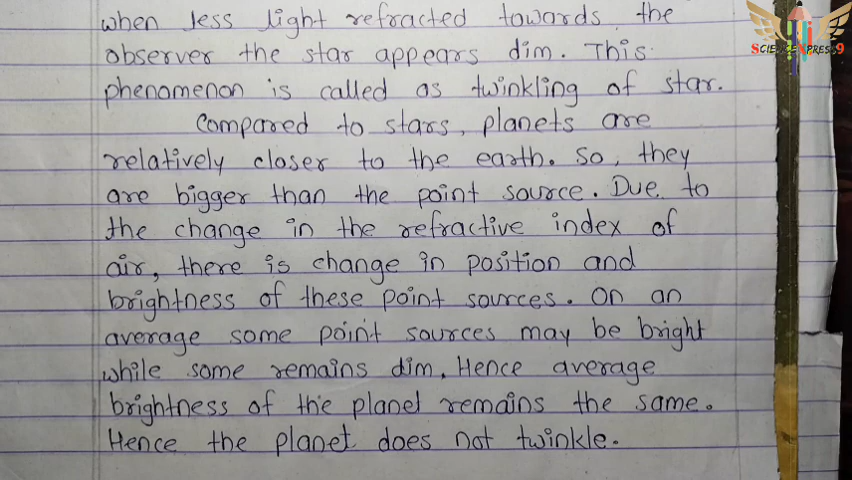 when less light refracted towards the
observer the star appears dim. This
phenomenon is called as twinkling of star.
Compared to stars, planets are
relatively closer to the earth. So, they
are bigger than the point source. Due to
the change in the refractive index of
air, there is change in position and
brightness of these point sources. On an
average some point sources may be bright
while some remains dim. Hence average
brightness of the planet remains the same.
Hence the planet does not twinkle.
SCIENCEXPRESS9